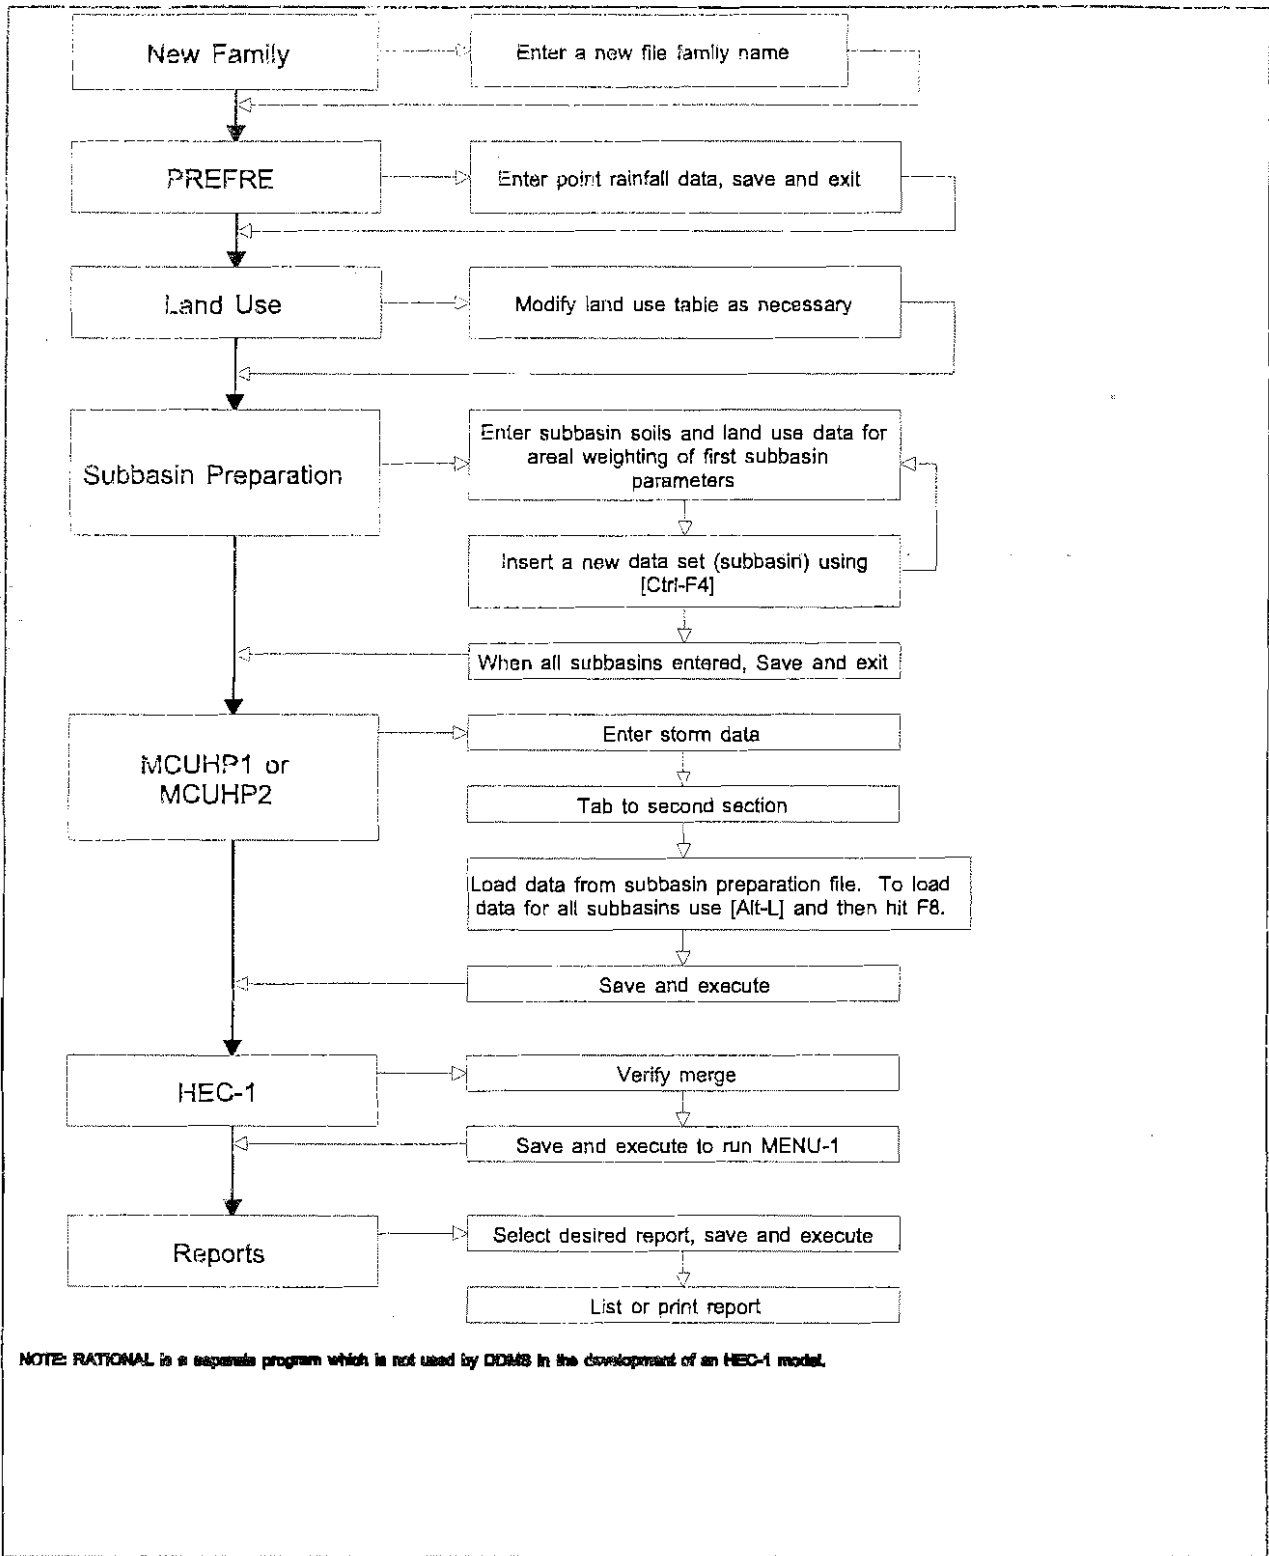 New Family
Enter a new file family name
PREFRE
Enter point rainfall data, save and exit
Land Use
Modify land use table as necessary
Subbasin Preparation
Enter subbasin soils and land use data for
areal weighting of first subbasin
parameters
Insert a new data set (subbasin) using
[Ctrl-F4]
When all subbasins entered, Save and exit
MCUHP1 or
MCUHP2
Enter storm data
Tab to second section
Load data from subbasin preparation file. To load
data for all subbasins use [Alt-L] and then hit F8.
Save and execute
HEC-1
Verify merge
Save and execute to run MENU-1
Reports
Select desired report, save and execute
List or print report
NOTE: RATIONAL is a separate program which is not used by DDMS in the development of an HEC-1 model.